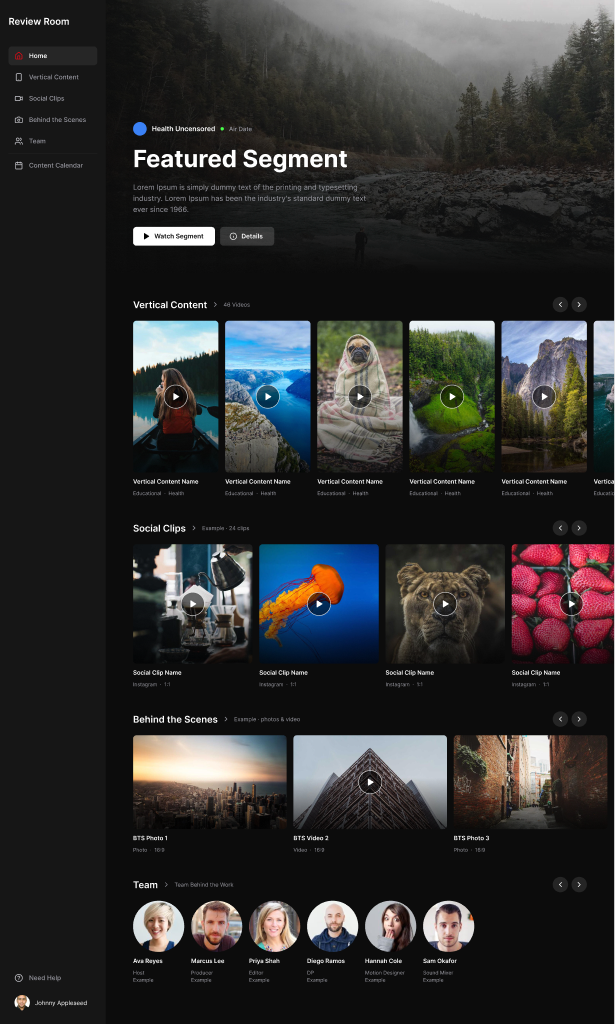 Review Room
Home
Vertical Content
Social Clips
Behind the Scenes
Team
Content Calendar
Need Help
Johnny Appleseed
Health Uncensored
Air Date
Featured Segment
Lorem Ipsum is simply dummy text of the printing and typesetting
industry. Lorem Ipsum has been the industry's standard dummy text
ever since 1966.
Watch Segment
Details
Vertical Content
46 Videos
Vertical Content Name
Educational · Health
Vertical Content Name
Educational · Health
Vertical Content Name
Educational · Health
Vertical Content Name
Educational · Health
Vertical Content Name
Educational · Health
Social Clips
Example · 24 clips
Social Clip Name
Instagram · 1:1
Social Clip Name
Instagram · 1:1
Social Clip Name
Instagram · 1:1
Social Clip Name
Instagram · 1:1
Behind the Scenes
Example · photos & video
BTS Photo 1
Photo · 16:9
BTS Video 2
Video · 16:9
BTS Photo 3
Photo · 16:9
Team
Team Behind the Work
Ava Reyes
Host
Example
Marcus Lee
Producer
Example
Priya Shah
Editor
Example
Diego Ramos
DP
Example
Hannah Cole
Motion Designer
Example
Sam Okafor
Sound Mixer
Example